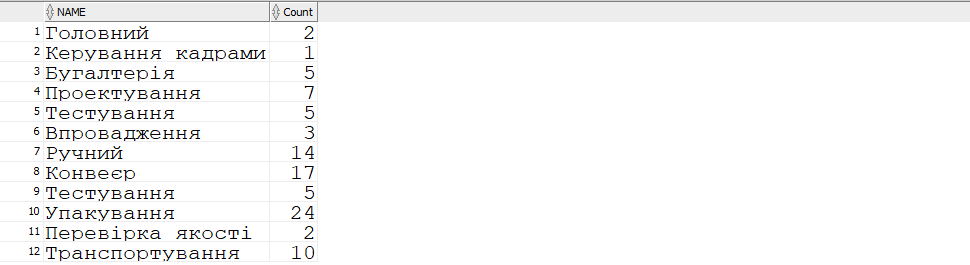 NAME Count
1 Головний 2
2 Керування кадрами 1
3 Бугалтерія 5
4 Проектування 7
5 Тестування 5
6 Впровадження 3
7 Ручний 14
8 Конвеєр 17
9 Тестування 5
10 Упакування 24
11 Перевірка якості 2
12 Транспортування 10